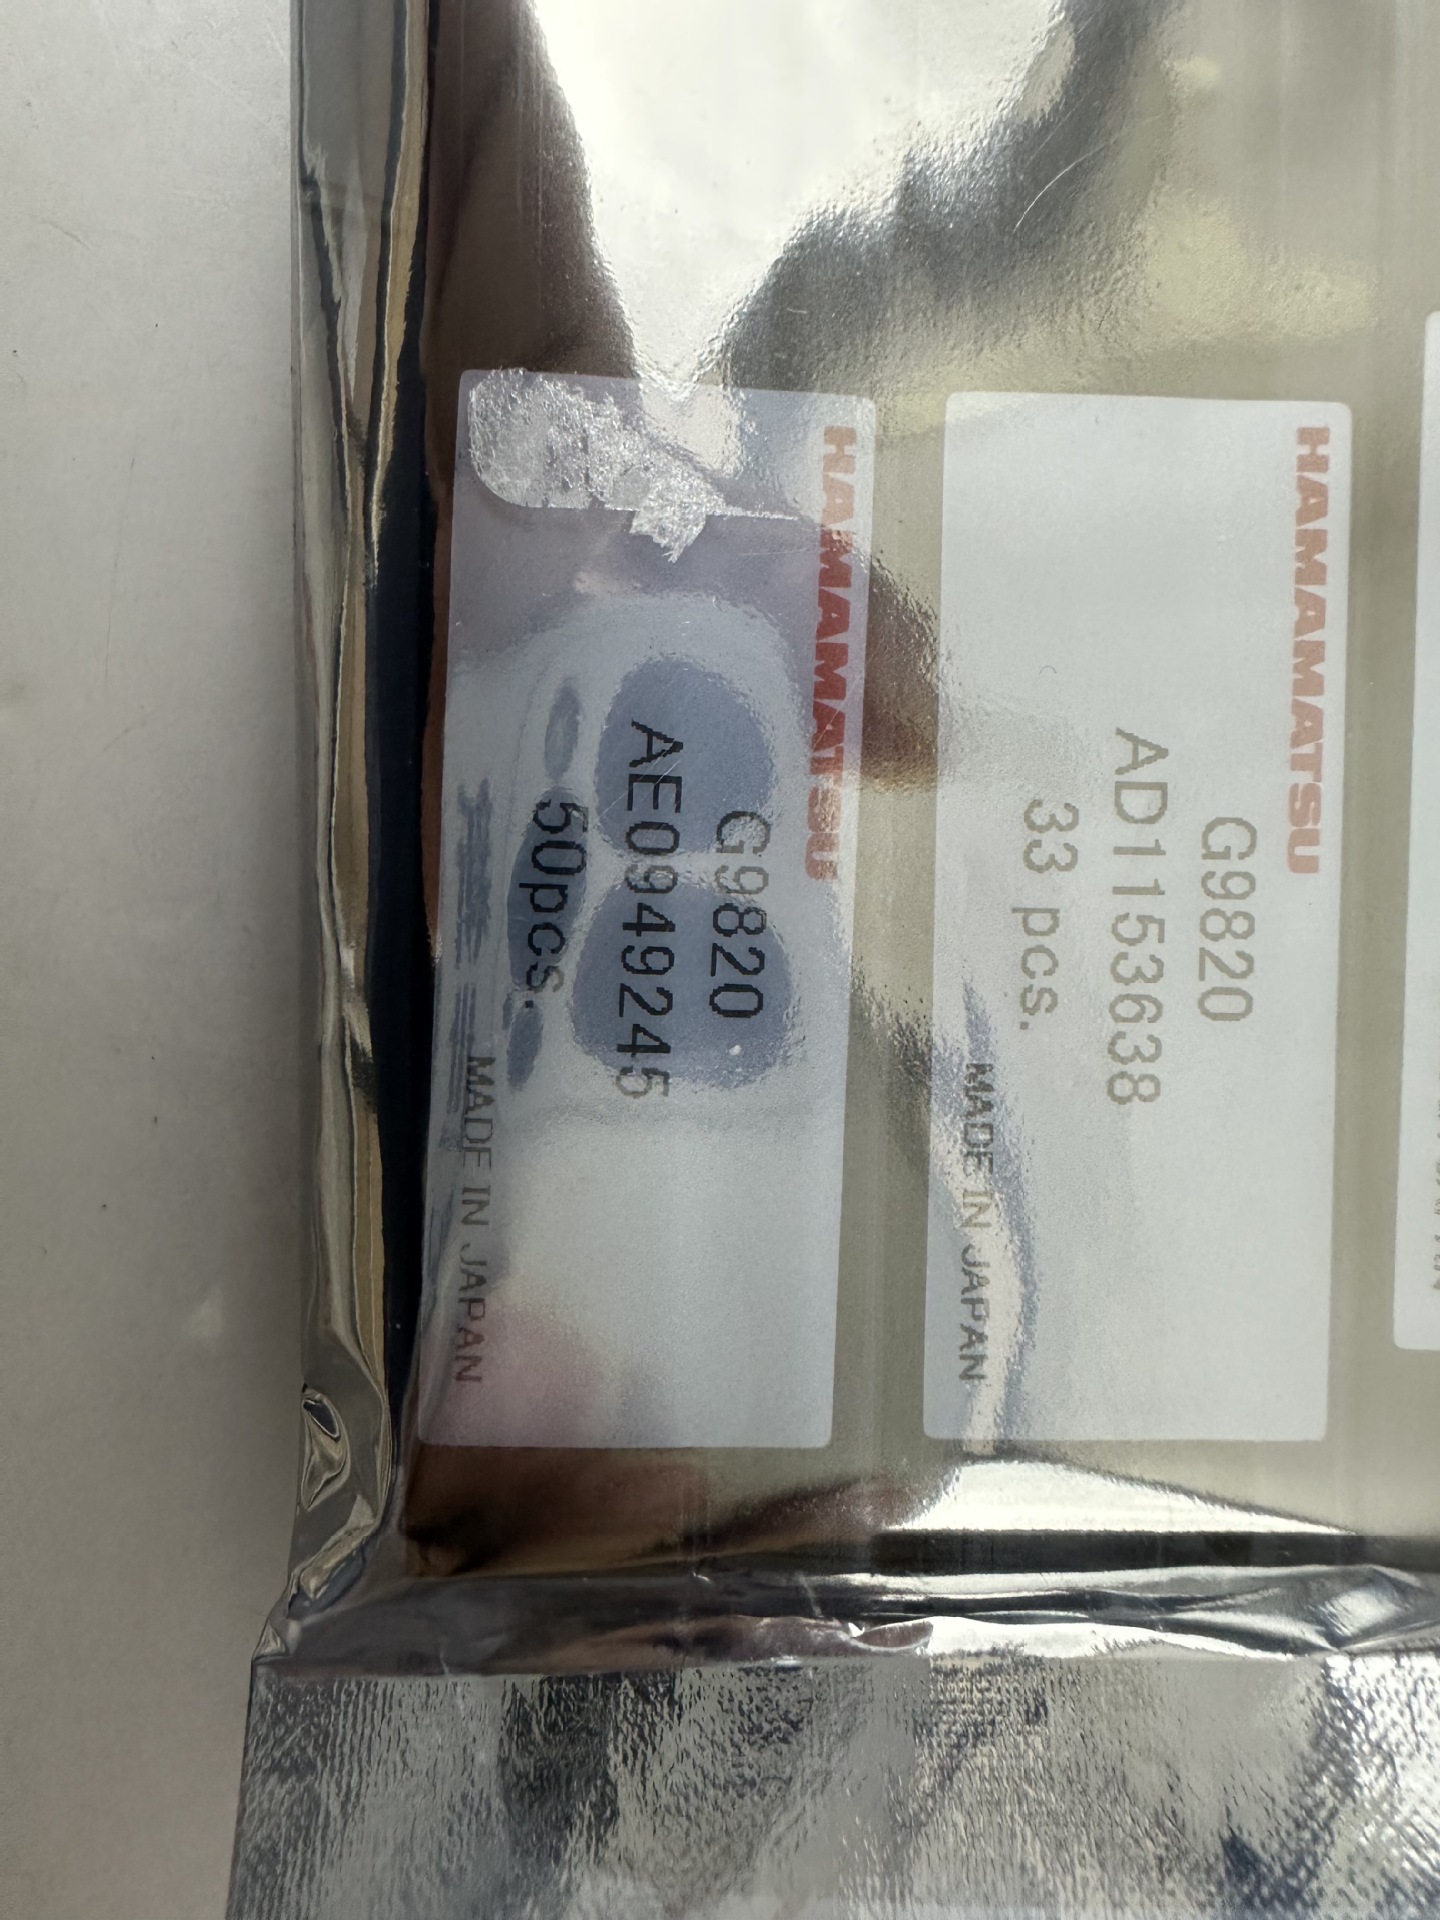 HAMAMATSU
G9820
AD1153638
33 pcs.
MADE IN JAPAN
HAMAMATSU
G9820
AE0949245
50pcs.
MADE IN JAPAN